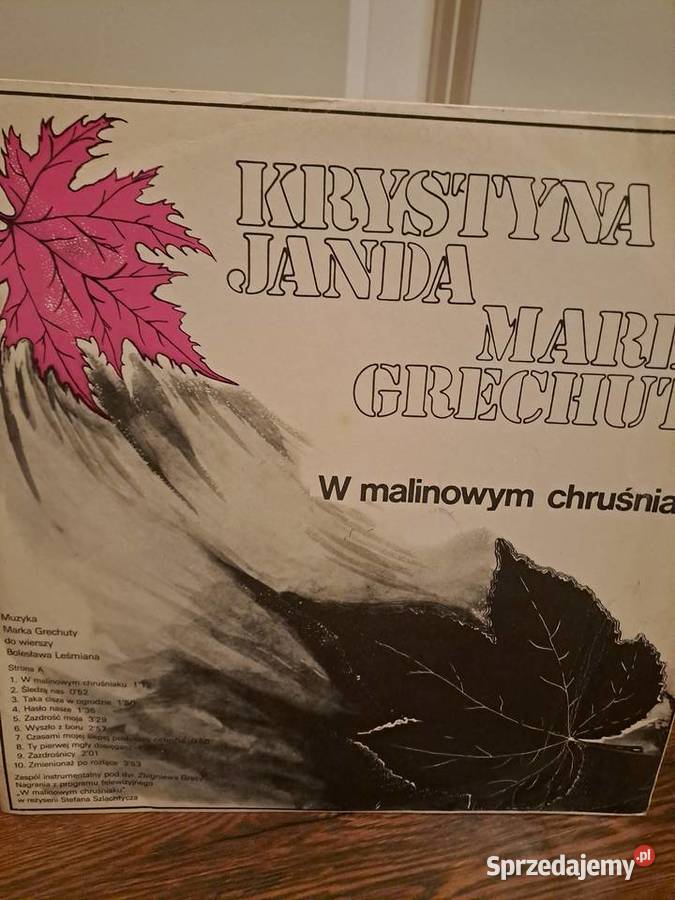 KRYSTYNA
JANDA
MARE
GRECHUT
W malinowym chruśnia
Muzyka
Marka Grechuty
do wierszy
Bolesława Leśmiana
Strona A
1. W malinowym chruśniaku
2. Śledzą nas 0'52
3. Taka cisza w ogrodzie 1'50
4. Hasło nasze 1'36
5. Zazdrość moja 3'29
6. Wyszło z boru 2'57
7. Czasami mojej ślepej
8. Ty pierwej mgły
9. Zazdrośnicy 2'01
10. Zmienionaż po rozłące 3'53
Zespół instrumentalny pod dyr. Zbigniewa
Nagrania z programu telewizyjnego
„W malinowym chruśniaku"
w reżyserii Stefana Szlachtycza
Sprzedajemy.pl